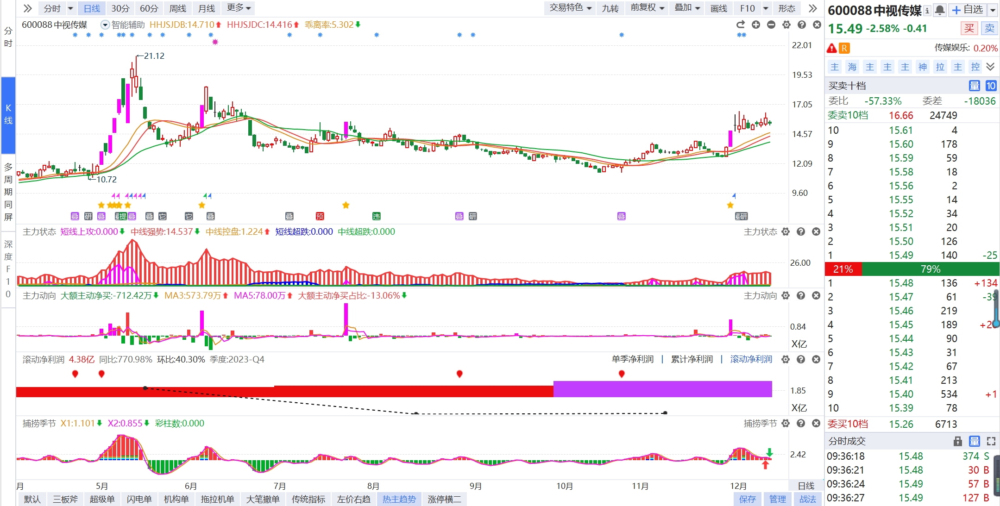 分时 日线 30分 60分 周线 月线 更多 交易特色 九转 前复权 叠加 画线 F10 形态
600088 中视传媒 智能辅助 HHJSJDB:14.710 HHJSJDC:14.416 乖离率:5.302
分时
K线
多周期同屏
深度F10
22.01
←21.12
19.53
17.05
14.57
12.09
←10.72
9.60
叠 研 叠 提 叠 叠 它 它 叠 叠 预 违 叠 研 叠 研
主力状态 短线上攻:0.000 中线强势:14.537 中线控盘:1.224 短线超跌:0.000 中线超跌:0.000 主力状态
26.00
主力动向 大额主动净买:-712.42万 MA3:573.79万 MA5:78.00万 大额主动净买占比:-13.06% 主力动向
0.84
X亿
滚动净利润 4.38亿 同比:770.98% 环比:40.30% 季度:2023-Q4 单季净利润 | 累计净利润 | 滚动净利润
1.85
X亿
捕捞季节 X1:1.101 X2:0.855 彩柱数:0.000 捕捞季节
2.42
月 5月 6月 7月 8月 9月 10月 11月 12月 日线
默认 三板斧 超级单 闪电单 机构单 拖拉机单 大笔撤单 传统指标 左价右趋 热主趋势 涨停横二 保存 管理 战法
600088 中视传媒 i + 自选
15.49 -2.58% -0.41 买 卖
R 传媒娱乐: 0.20%
主 海 主 主 主 神 拉 主 控
买卖十档 量 10
委比 -57.33% 委差 -18036
委卖10档 16.66 24749
10 15.61 4
9 15.60 178
8 15.59 59
7 15.58 18
6 15.56 2
5 15.55 14
4 15.52 34
3 15.51 20
2 15.50 126
1 15.49 140 -25
21% 79%
1 15.48 136 +134
2 15.47 61 -39
3 15.46 219
4 15.45 189
5 15.44 90
6 15.43 31
7 15.42 67
8 15.41 213
9 15.40 534 +1
10 15.39 78
委买10档 15.26 6713
分时成交 量
09:36:18 15.48 374 S
09:36:21 15.48 30 B
09:36:24 15.49 57 B
09:36:27 15.49 127 B